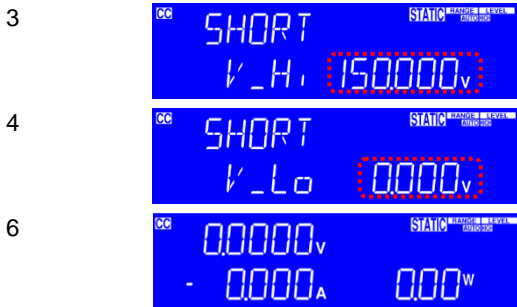 3
CC SHORT STATIC RANGE LEVEL
AUTO HIGH
V_Hi 150.000V
4
CC SHORT STATIC RANGE LEVEL
AUTO HIGH
V_Lo 0.000V
6
CC 0.0000V STATIC RANGE LEVEL
AUTO HIGH
- 0.000A 0.00W